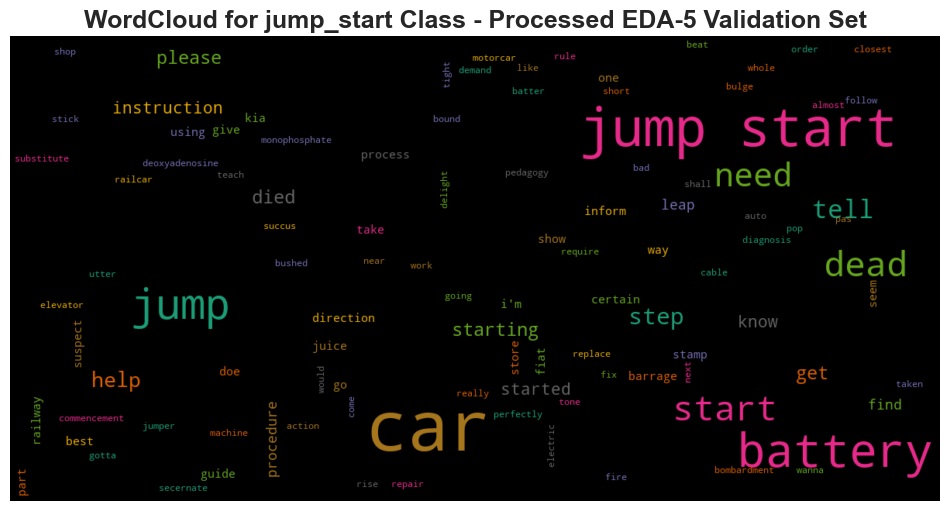 WordCloud for jump_start Class - Processed EDA-5 Validation Set
shop
please
motorcar
beat
order
closest
tight
demand
like
rule
whole
instruction
one
short
batter
bulge
almost
follow
stick
using
give
kia
monophosphate
bound
jump start
substitute
deoxyadenosine
railcar
teach
process
delight
pedagogy
bad
shall
need
died
succus
take
inform
leap
auto
tell
pas
pop
diagnosis
show
require
way
bushed
near
work
cable
dead
utter
seem
elevator
jump
going
i'm
certain
suspect
direction
starting
step
know
juice
store
fiat
replace
stamp
help
doe
would
go
really
started
fix
barrage
next
get
taken
railway
commencement
jumper
machine
procedure
action
come
car
perfectly
tone
start
find
best
gotta
electric
battery
part
guide
secernate
rise
repair
fire
bombardment
wanna